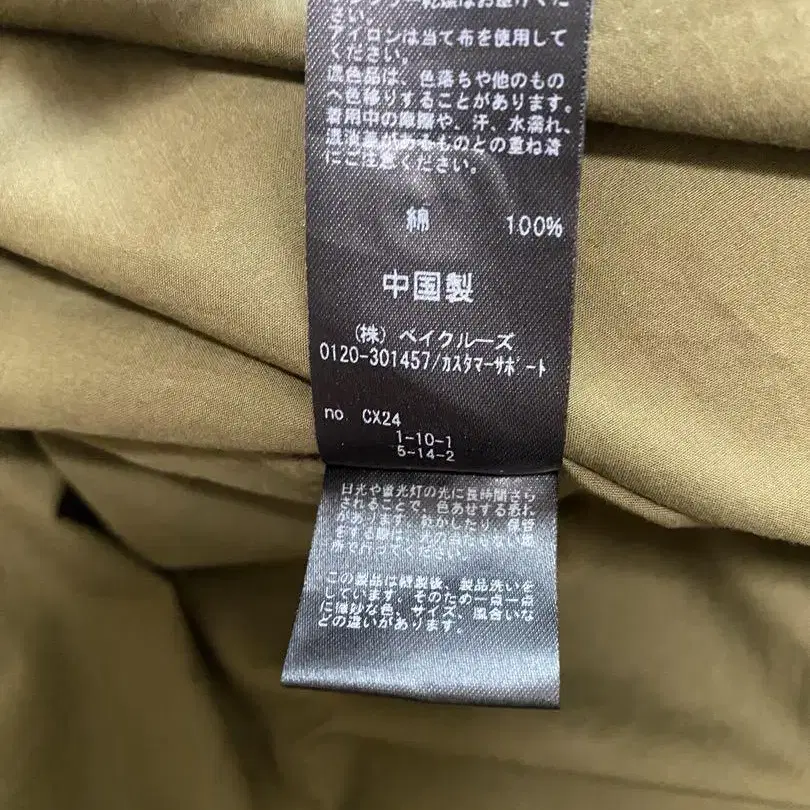 さい。
アイロンは当て布を使用して
ください。
濃色品は、色落ちや他のもの
へ色移りすることがあります。
着用中の摩擦や、汗、水濡れ、
にご注意ください。
綿 100%
中国製
(株) ベイクルーズ
0120-301457/カスタマーサポート
no. CX24
1-10-1
5-14-2
日光や蛍光灯の光に長時間さら
されることで、色あせする恐れ
があります。
この製品は縫製後、製品洗いを
しています。そのため一点一点
に微妙な色、サイズ、風合いな
どの違いがあります。